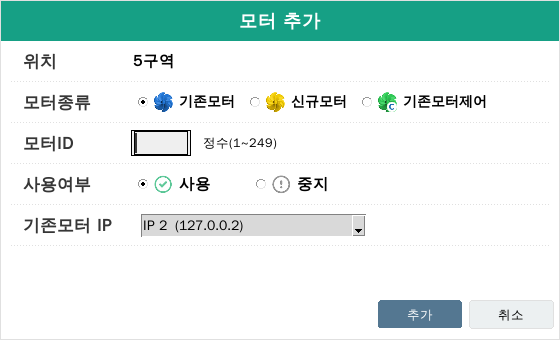 모터 추가
위치 5구역
모터종류 기존모터 신규모터 C 기존모터제어
모터ID 정수(1~249)
사용여부 사용 중지
기존모터 IP IP 2 (127.0.0.2)
추가 취소